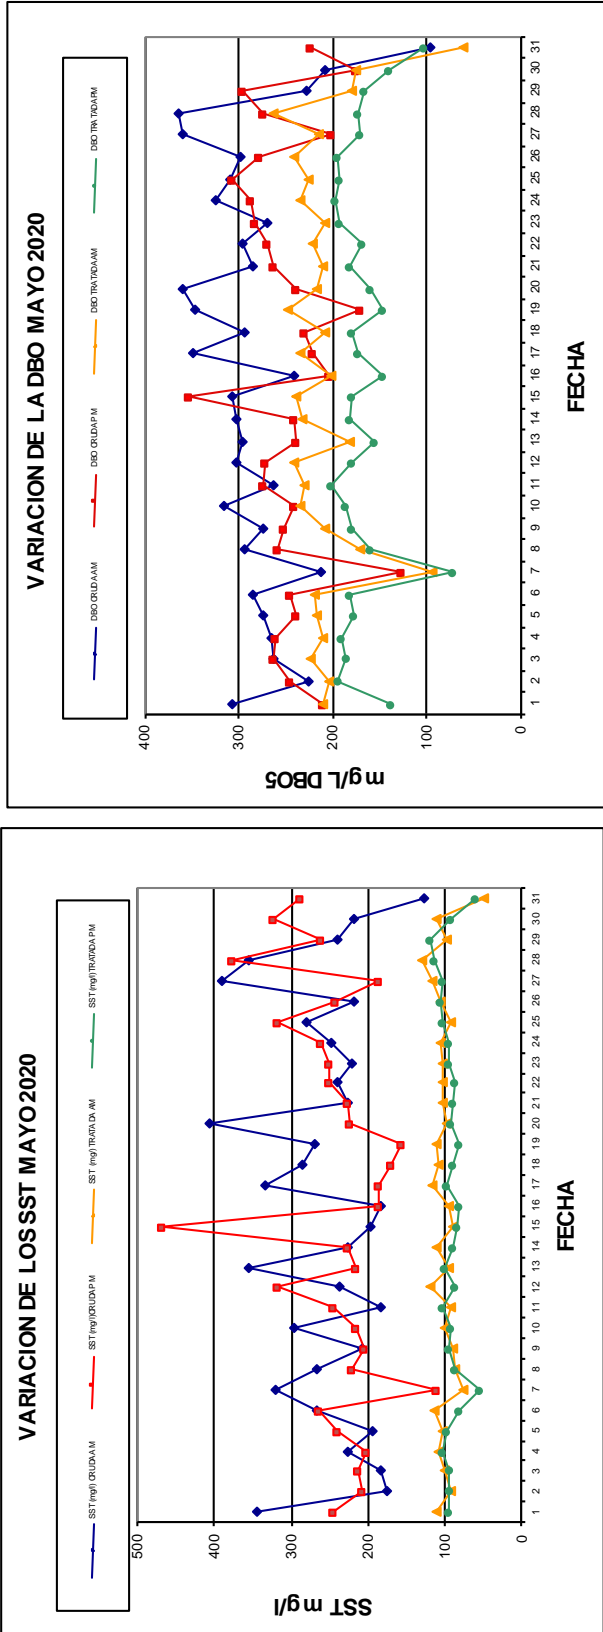 VARIACION DE LOS SST MAYO 2020
SST (mg/l) CRUDA AM
SST (mg/l)CRUDA PM
SST (mg/l) TRATADA AM
SST (mg/l)TRATADA PM
SST mg/l
500
400
300
200
100
0
1 2 3 4 5 6 7 8 9 10 11 12 13 14 15 16 17 18 19 20 21 22 23 24 25 26 27 28 29 30 31
FECHA
VARIACION DE LA DBO MAYO 2020
DBO CRUDA AM
DBO CRUDA PM
DBO TRATADA AM
DBO TRATADA PM
mg/L DBO5
400
300
200
100
0
1 2 3 4 5 6 7 8 9 10 11 12 13 14 15 16 17 18 19 20 21 22 23 24 25 26 27 28 29 30 31
FECHA